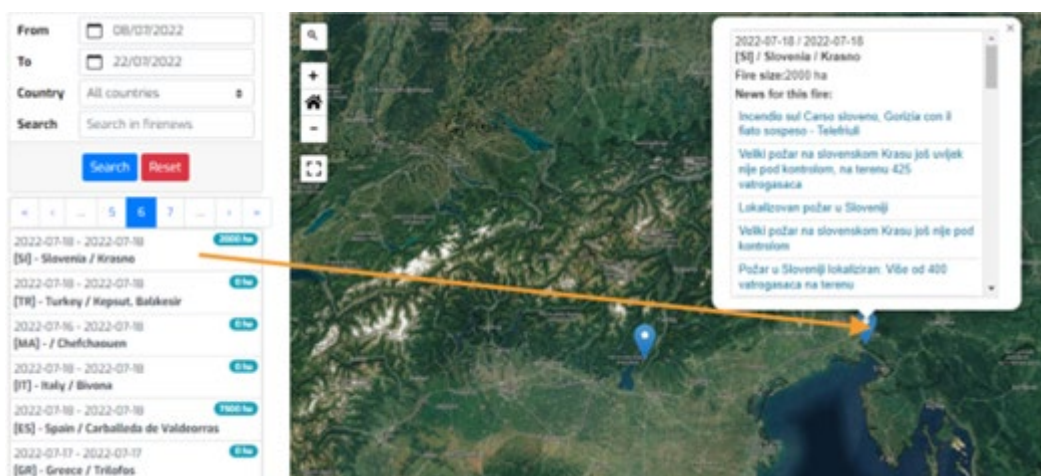 From
08/07/2022
To
22/07/2022
Country
All countries
Search
Search in firenews
Search
Reset
«
‹
...
5
6
7
...
›
»
2022-07-18 - 2022-07-18
2000 ha
[SI] - Slovenia / Krasno
2022-07-18 - 2022-07-18
0 ha
[TR] - Turkey / Kepsut, Balıkesir
2022-07-16 - 2022-07-18
0 ha
[MA] - / Chefchaouen
2022-07-18 - 2022-07-18
0 ha
[IT] - Italy / Bivona
2022-07-18 - 2022-07-18
7500 ha
[ES] - Spain / Carballeda de Valdeorras
2022-07-17 - 2022-07-17
0 ha
[GR] - Greece / Trilofos
+
-
×
2022-07-18 / 2022-07-18
[SI] / Slovenia / Krasno
Fire size:2000 ha
News for this fire:
Incendio sul Carso sloveno, Gorizia con il
fiato sospeso - Telefriuli
Veliki požar na slovenskom Krasu još uvijek
nije pod kontrolom, na terenu 425
vatrogasaca
Lokalizovan požar u Sloveniji
Veliki požar na slovenskom Krasu još nije pod
kontrolom
Požar u Sloveniji lokaliziran: Više od 400
vatrogasaca na terenu